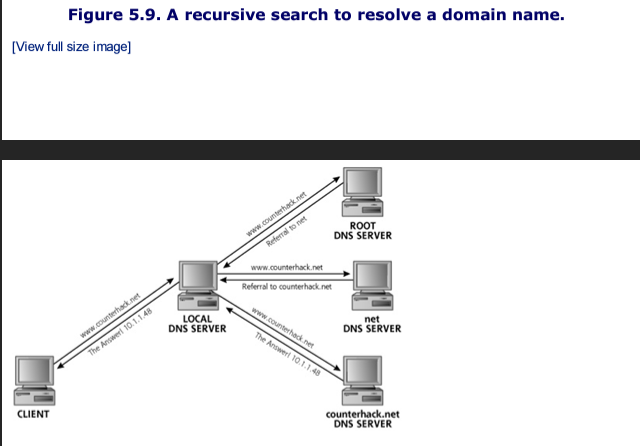 Figure 5.9. A recursive search to resolve a domain name.
[View full size image]
www.counterhack.net
Referral to net
ROOT
DNS SERVER
www.counterhack.net
Referral to counterhack.net
LOCAL
DNS SERVER
net
DNS SERVER
www.counterhack.net
The Answer! 10.1.1.48
www.counterhack.net
The Answer! 10.1.1.48
CLIENT
counterhack.net
DNS SERVER